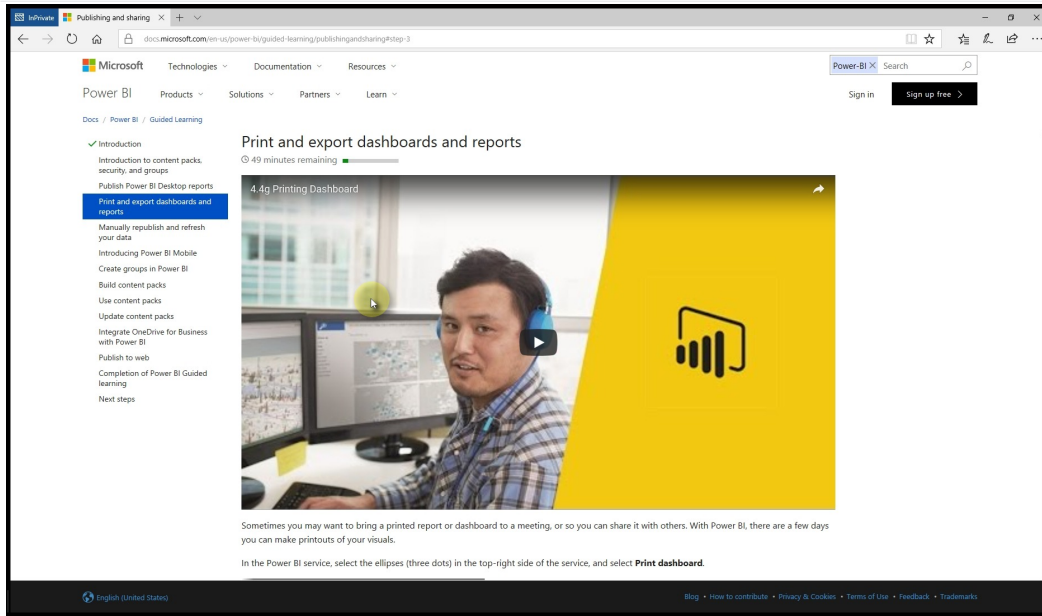 InPrivate
Publishing and sharing
docs.microsoft.com/en-us/power-bi/guided-learning/publishingandsharing#step-3
Microsoft
Technologies
Documentation
Resources
Power-BI
Search
Power BI
Products
Solutions
Partners
Learn
Sign in
Sign up free
Docs / Power BI / Guided Learning
Introduction
Introduction to content packs,
security, and groups
Publish Power BI Desktop reports
Print and export dashboards and
reports
Manually republish and refresh
your data
Introducing Power BI Mobile
Create groups in Power BI
Build content packs
Use content packs
Update content packs
Integrate OneDrive for Business
with Power BI
Publish to web
Completion of Power BI Guided
learning
Next steps
Print and export dashboards and reports
49 minutes remaining
4.4g Printing Dashboard
Sometimes you may want to bring a printed report or dashboard to a meeting, or so you can share it with others. With Power BI, there are a few days
you can make printouts of your visuals.
In the Power BI service, select the ellipses (three dots) in the top-right side of the service, and select Print dashboard.
English (United States)
Blog • How to contribute • Privacy & Cookies • Terms of Use • Feedback • Trademarks